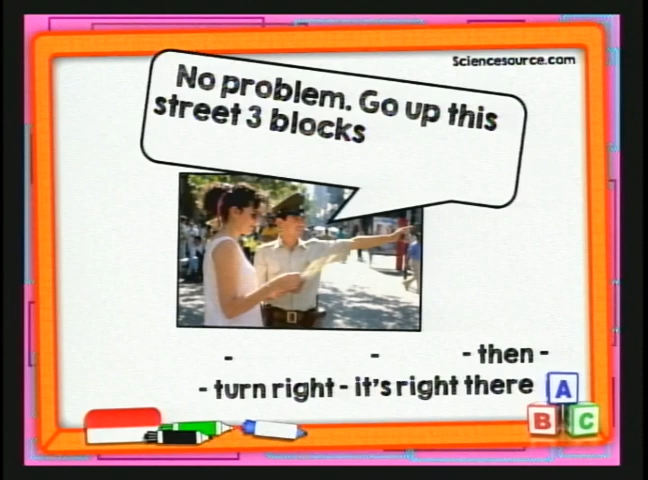 Sciencesource.com
No problem. Go up this
street 3 blocks
- - - then -
- turn right - it's right there
A
B C